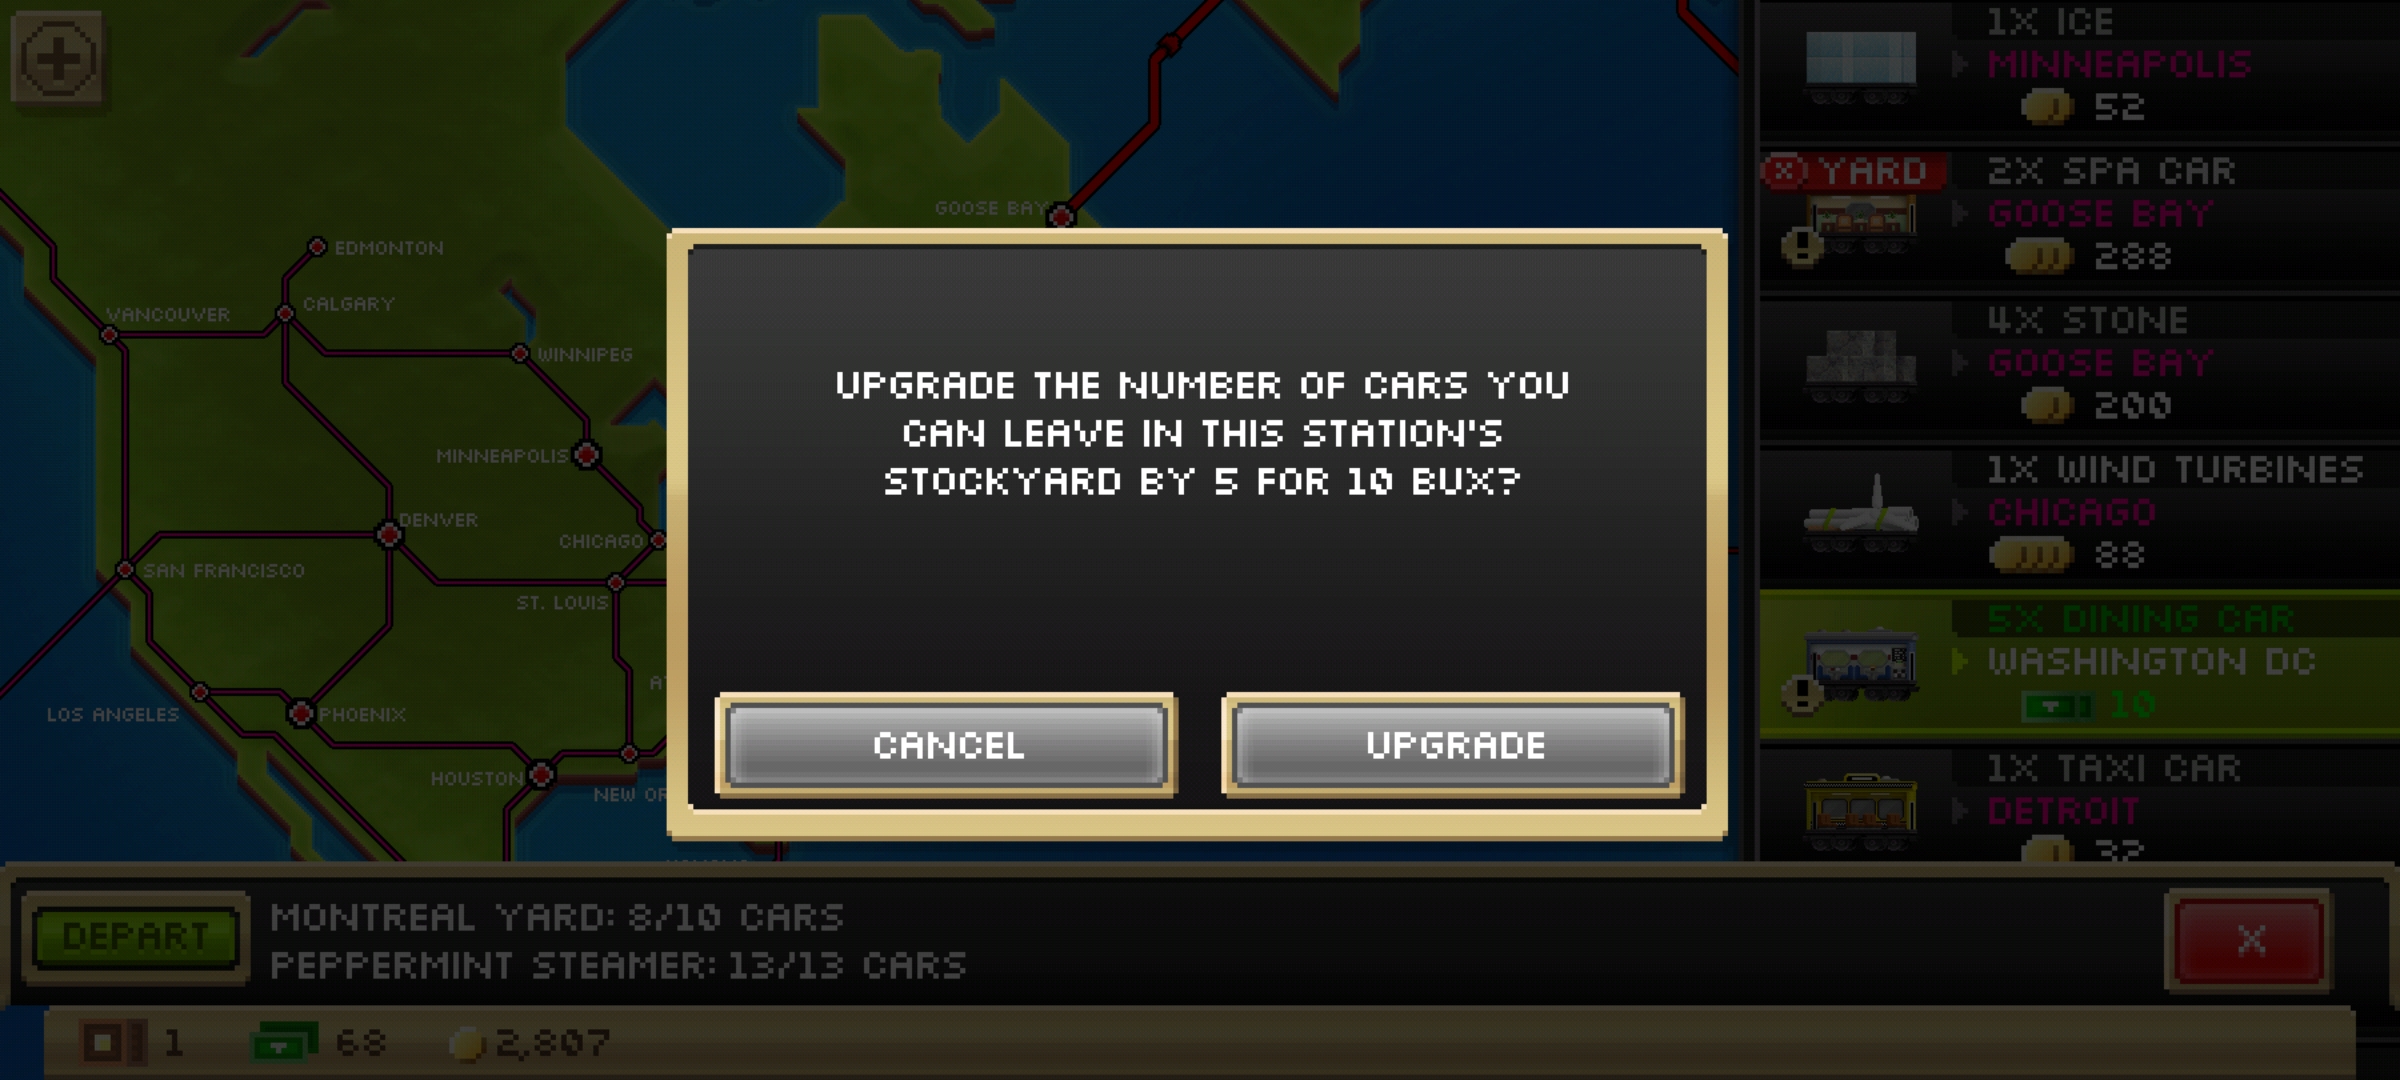 1X ICE
MINNEAPOLIS
52
YARD
2X SPA CAR
GOOSE BAY
288
4X STONE
GOOSE BAY
200
1X WIND TURBINES
CHICAGO
88
5X DINING CAR
WASHINGTON DC
10
1X TAXI CAR
DETROIT
32
GOOSE BAY
EDMONTON
CALGARY
VANCOUVER
WINNIPEG
MINNEAPOLIS
DENVER
CHICAGO
SAN FRANCISCO
ST. LOUIS
LOS ANGELES
PHOENIX
HOUSTON
NEW OR
UPGRADE THE NUMBER OF CARS YOU
CAN LEAVE IN THIS STATION'S
STOCKYARD BY 5 FOR 10 BUX?
CANCEL
UPGRADE
DEPART
MONTREAL YARD: 8/10 CARS
PEPPERMINT STEAMER: 13/13 CARS
X
1
68
2,807